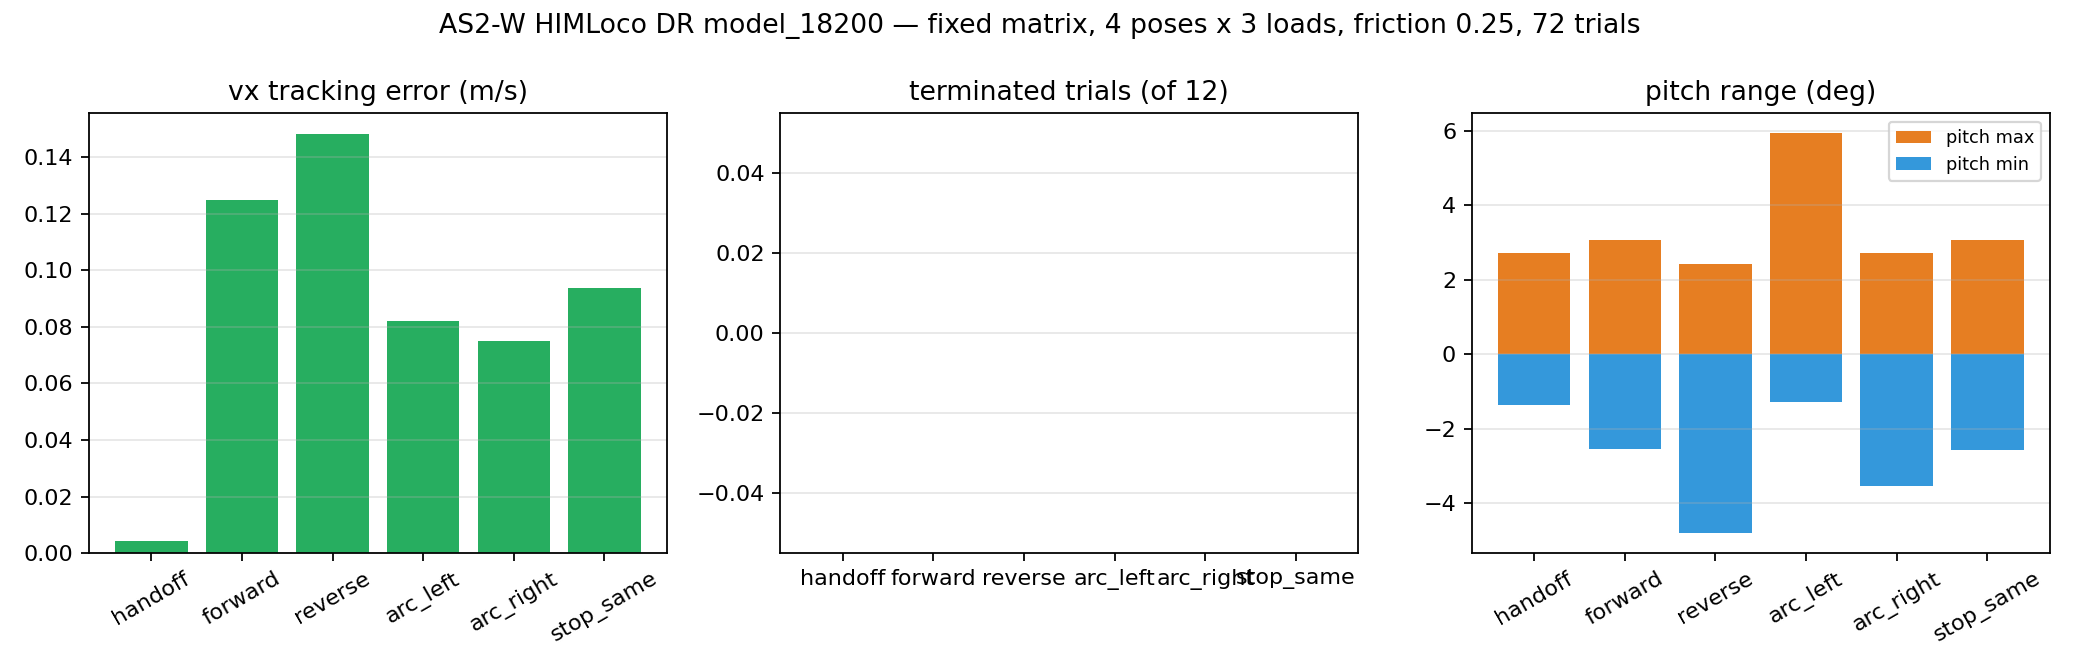 AS2-W HIMLoco DR model_18200 — fixed matrix, 4 poses x 3 loads, friction 0.25, 72 trials
vx tracking error (m/s)
0.14
0.12
0.10
0.08
0.06
0.04
0.02
0.00
handoff forward reverse arc_left arc_right stop_same
terminated trials (of 12)
0.04
0.02
0.00
−0.02
−0.04
handoff forward reverse arc_left arc_right stop_same
pitch range (deg)
pitch max
pitch min
6
4
2
0
−2
−4
handoff forward reverse arc_left arc_right stop_same